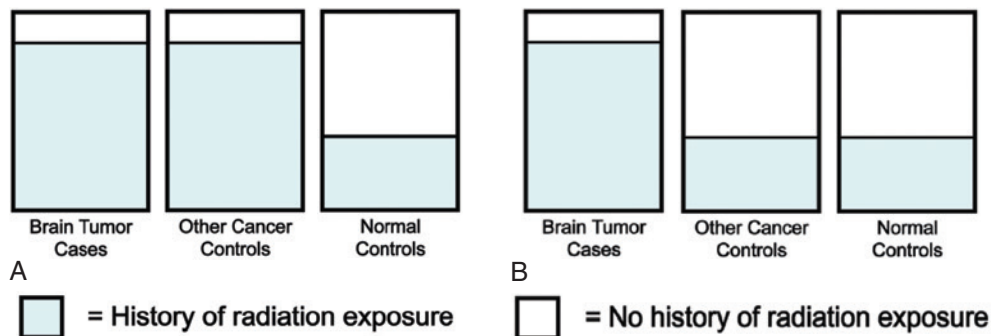 Brain Tumor
Cases
Other Cancer
Controls
Normal
Controls
A
Brain Tumor
Cases
Other Cancer
Controls
Normal
Controls
B
= History of radiation exposure
= No history of radiation exposure